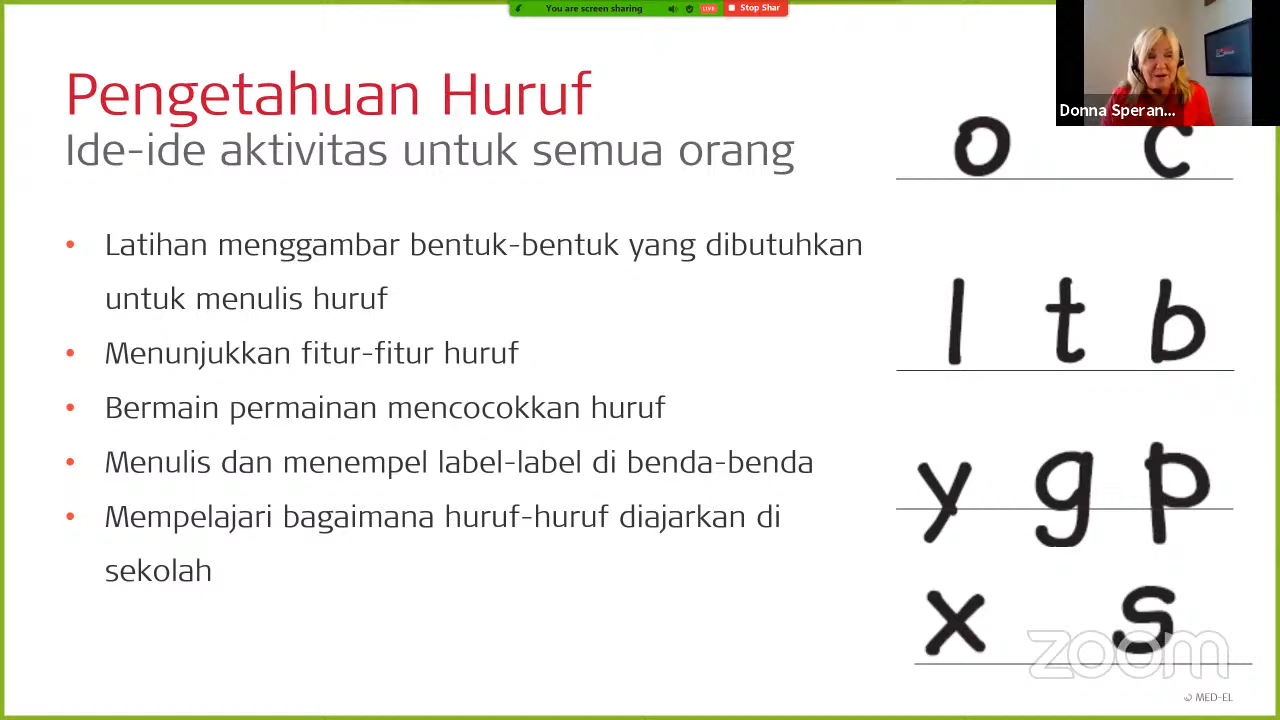 You are screen sharing LIVE Stop Shar
Donna Speran...
Pengetahuan Huruf
Ide-ide aktivitas untuk semua orang
o c
• Latihan menggambar bentuk-bentuk yang dibutuhkan
untuk menulis huruf
• Menunjukkan fitur-fitur huruf
• Bermain permainan mencocokkan huruf
• Menulis dan menempel label-label di benda-benda
• Mempelajari bagaimana huruf-huruf diajarkan di
sekolah
l t b
y g p
x s
zoom
MED-EL